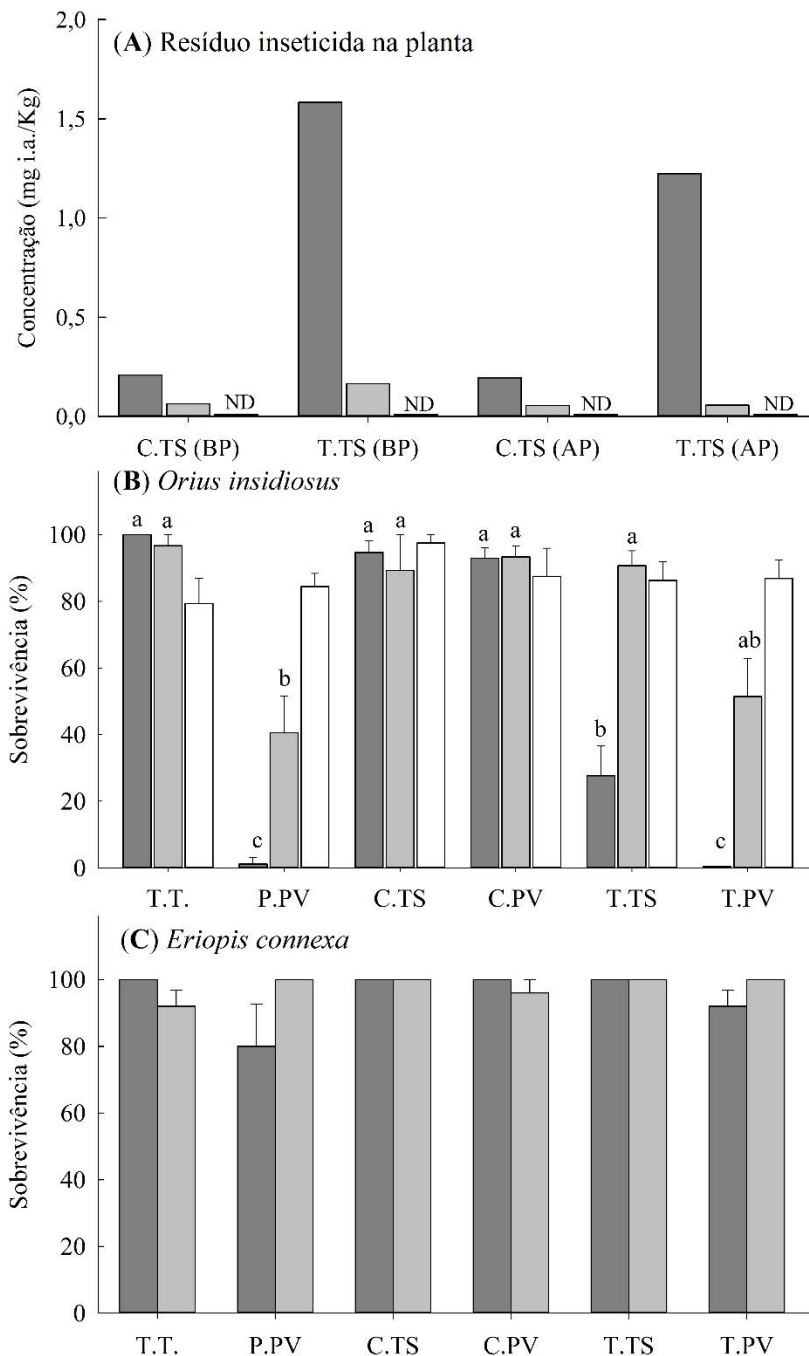 (A) Resíduo inseticida na planta
Concentração (mg i.a./Kg)
2,0
1,5
1,0
0,5
0,0
ND
ND
ND
ND
C.TS (BP)
T.TS (BP)
C.TS (AP)
T.TS (AP)
(B) Orius insidiosus
Sobrevivência (%)
100
80
60
40
20
0
a
a
c
b
a
a
a
a
b
a
c
ab
T.T.
P.PV
C.TS
C.PV
T.TS
T.PV
(C) Eriopis connexa
Sobrevivência (%)
100
80
60
40
20
0
T.T.
P.PV
C.TS
C.PV
T.TS
T.PV